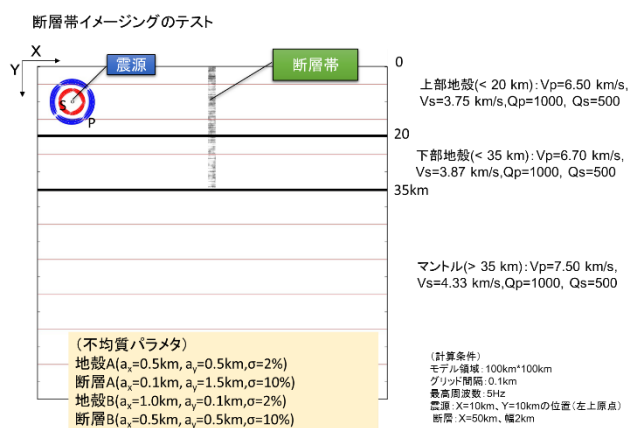 断層帯イメージングのテスト
X
Y
震源
断層帯
0
S
P
20
35km
上部地殻(< 20 km):Vp=6.50 km/s,
Vs=3.75 km/s,Qp=1000, Qs=500
下部地殻(< 35 km):Vp=6.70 km/s,
Vs=3.87 km/s,Qp=1000, Qs=500
マントル(> 35 km):Vp=7.50 km/s,
Vs=4.33 km/s,Qp=1000, Qs=500
(不均質パラメタ)
地殻A(ax=0.5km, ay=0.5km,σ=2%)
断層A(ax=0.1km, ay=1.5km,σ=10%)
地殻B(ax=1.0km, ay=0.1km,σ=2%)
断層B(ax=0.5km, ay=0.5km,σ=10%)
(計算条件)
モデル領域:100km*100km
グリッド間隔:0.1km
最高周波数:5Hz
震源:X=10km、Y=10kmの位置(左上原点)
断層:X=50km、幅2km